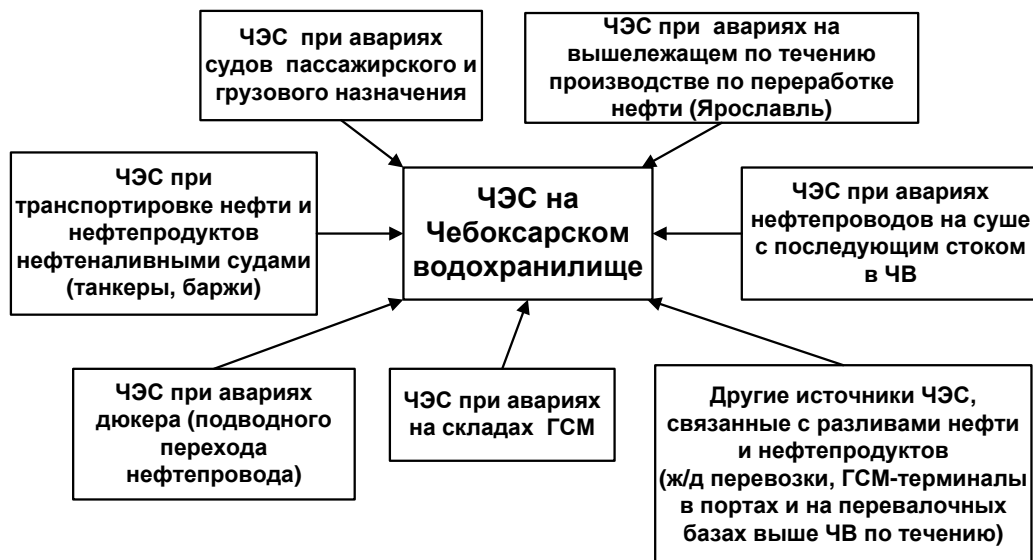 ЧЭС при авариях
судов пассажирского и
грузового назначения
ЧЭС при авариях на
вышележащем по течению
производстве по переработке
нефти (Ярославль)
ЧЭС при
транспортировке нефти и
нефтепродуктов
нефтеналивными судами
(танкеры, баржи)
ЧЭС на
Чебоксарском
водохранилище
ЧЭС при авариях
нефтепроводов на суше
с последующим стоком
в ЧВ
ЧЭС при авариях
дюкера (подводного
перехода
нефтепровода)
ЧЭС при авариях
на складах ГСМ
Другие источники ЧЭС,
связанные с разливами нефти
и нефтепродуктов
(ж/д перевозки, ГСМ-терминалы
в портах и на перевалочных
базах выше ЧВ по течению)